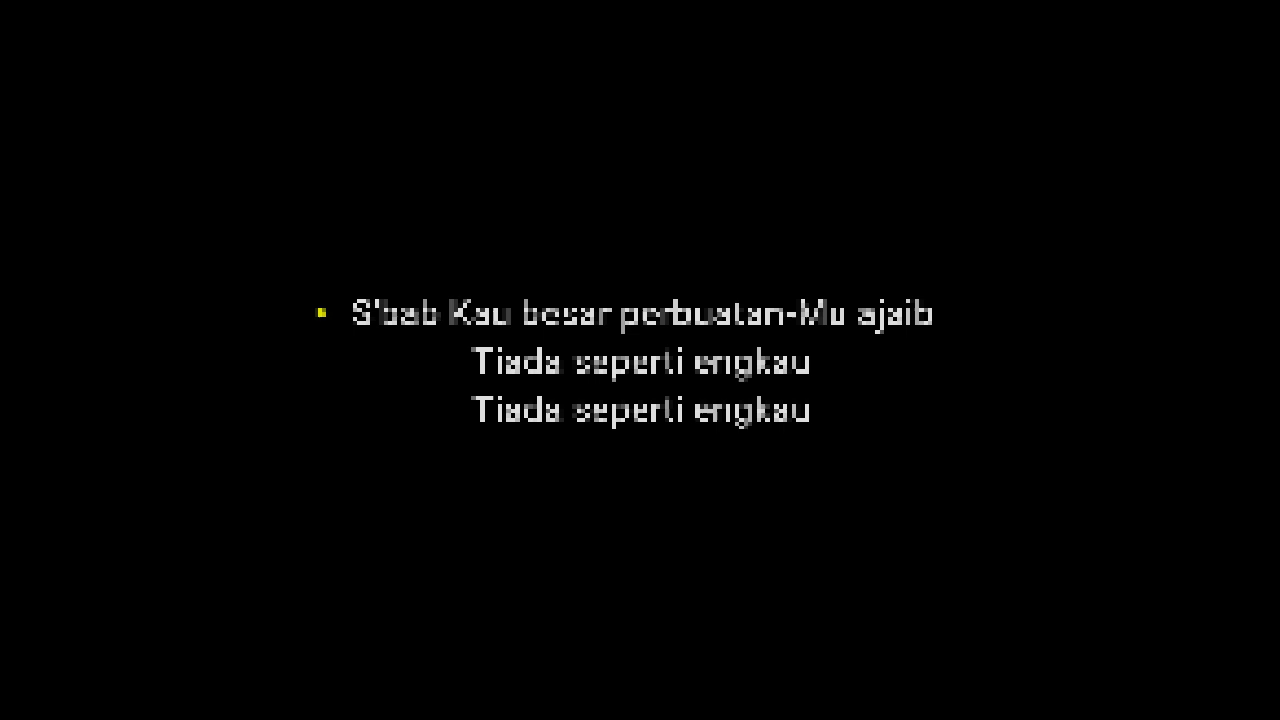 • S'bab Kau besar perbuatan-Mu ajaib
Tiada seperti engkau
Tiada seperti engkau